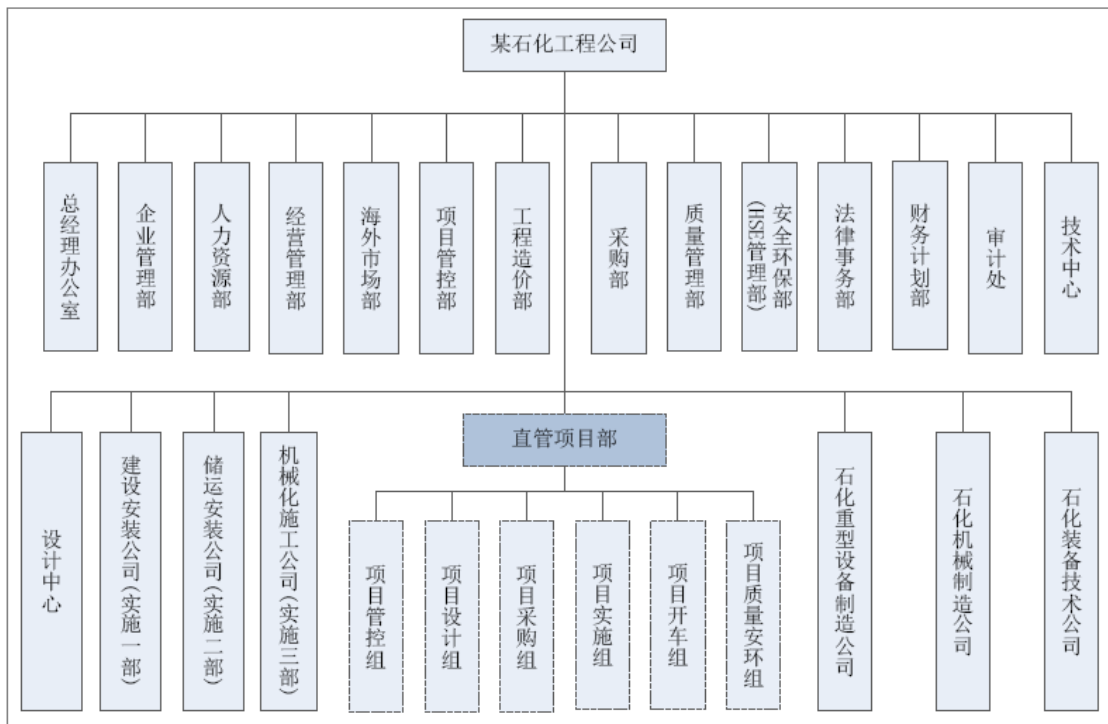 某石化工程公司
总经理办公室
企业管理部
人力资源部
经营管理部
海外市场部
项目管控部
工程造价部
采购部
质量管理部
安全环保部
(HSE管理部)
法律事务部
财务计划部
审计处
技术中心
设计中心
建设安装公司(实施一部)
储运安装公司(实施二部)
机械化施工公司(实施三部)
直管项目部
项目管控组
项目设计组
项目采购组
项目实施组
项目开车组
项目质量安环组
石化重型设备制造公司
石化机械制造公司
石化装备技术公司